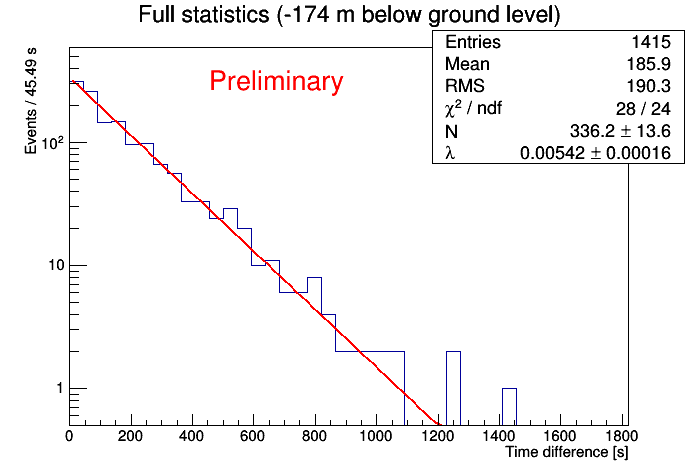 Full statistics (-174 m below ground level)
Entries 1415
Mean 185.9
RMS 190.3
χ² / ndf 28 / 24
N 336.2 ± 13.6
λ 0.00542 ± 0.00016
Preliminary
Events / 45.49 s
10²
10
1
0 200 400 600 800 1000 1200 1400 1600 1800
Time difference [s]